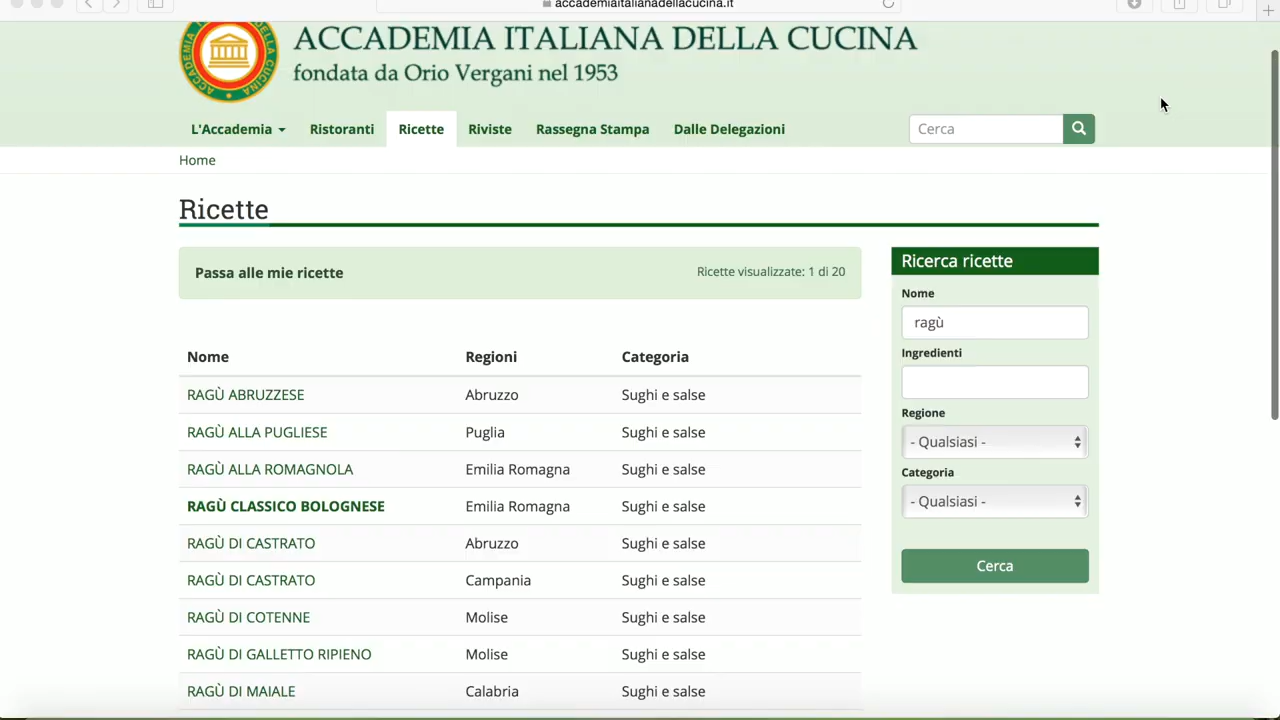 accademiaitalianadellacucina.it
ACCADEMIA ITALIANA DELLA CUCINA
ACCADEMIA ITALIANA DELLA CUCINA
fondata da Orio Vergani nel 1953
L'Accademia Ristoranti Ricette Riviste Rassegna Stampa Dalle Delegazioni Cerca
Home
Ricette
Passa alle mie ricette Ricette visualizzate: 1 di 20
Nome Regioni Categoria
RAGÙ ABRUZZESE Abruzzo Sughi e salse
RAGÙ ALLA PUGLIESE Puglia Sughi e salse
RAGÙ ALLA ROMAGNOLA Emilia Romagna Sughi e salse
RAGÙ CLASSICO BOLOGNESE Emilia Romagna Sughi e salse
RAGÙ DI CASTRATO Abruzzo Sughi e salse
RAGÙ DI CASTRATO Campania Sughi e salse
RAGÙ DI COTENNE Molise Sughi e salse
RAGÙ DI GALLETTO RIPIENO Molise Sughi e salse
RAGÙ DI MAIALE Calabria Sughi e salse
Ricerca ricette
Nome
ragù
Ingredienti
Regione
- Qualsiasi -
Categoria
- Qualsiasi -
Cerca